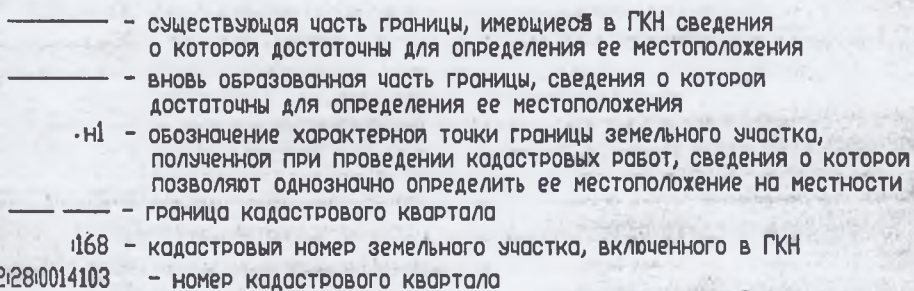 - существующая часть границы, имеющиеся в ГКН сведения
о которой достаточны для определения ее местоположения
- вновь образованная часть границы, сведения о которой
достаточны для определения ее местоположения
·н1 - обозначение характерной точки границы земельного участка,
полученной при проведении кадастровых работ, сведения о которой
позволяют однозначно определить ее местоположение на местности
- граница кадастрового квартала
:168 - кадастровый номер земельного участка, включенного в ГКН
2:28:0014103 - номер кадастрового квартала